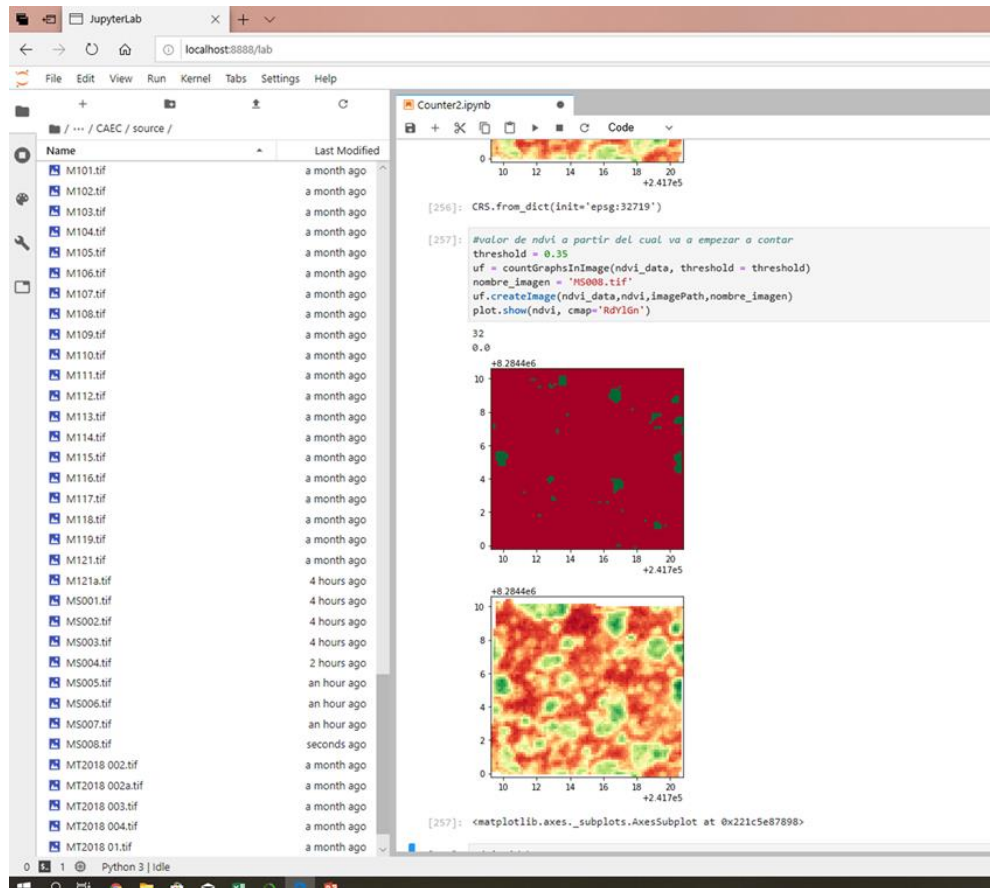 JupyterLab
localhost:8888/lab
File Edit View Run Kernel Tabs Settings Help
/ ··· / CAEC / source /
Name Last Modified
M101.tif a month ago
M102.tif a month ago
M103.tif a month ago
M104.tif a month ago
M105.tif a month ago
M106.tif a month ago
M107.tif a month ago
M108.tif a month ago
M109.tif a month ago
M110.tif a month ago
M111.tif a month ago
M112.tif a month ago
M113.tif a month ago
M114.tif a month ago
M115.tif a month ago
M116.tif a month ago
M117.tif a month ago
M118.tif a month ago
M119.tif a month ago
M121.tif a month ago
M121a.tif 4 hours ago
MS001.tif 4 hours ago
MS002.tif 4 hours ago
MS003.tif 4 hours ago
MS004.tif 2 hours ago
MS005.tif an hour ago
MS006.tif an hour ago
MS007.tif an hour ago
MS008.tif seconds ago
MT2018 002.tif a month ago
MT2018 002a.tif a month ago
MT2018 003.tif a month ago
MT2018 004.tif a month ago
MT2018 01.tif a month ago
0 1 Python 3 | Idle
Counter2.ipynb
Code
0
10 12 14 16 18 20
+2.417e5
[256]: CRS.from_dict(init='epsg:32719')
[257]: #valor de ndvi a partir del cual va a empezar a contar
threshold = 0.35
uf = countGraphsInImage(ndvi_data, threshold = threshold)
nombre_imagen = 'MS008.tif'
uf.createImage(ndvi_data,ndvi,imagePath,nombre_imagen)
plot.show(ndvi, cmap='RdYlGn')
32
0.0
+8.2844e6
10
8
6
4
2
0
10 12 14 16 18 20
+2.417e5
+8.2844e6
10
8
6
4
2
0
10 12 14 16 18 20
+2.417e5
[257]: <matplotlib.axes._subplots.AxesSubplot at 0x221c5e87898>